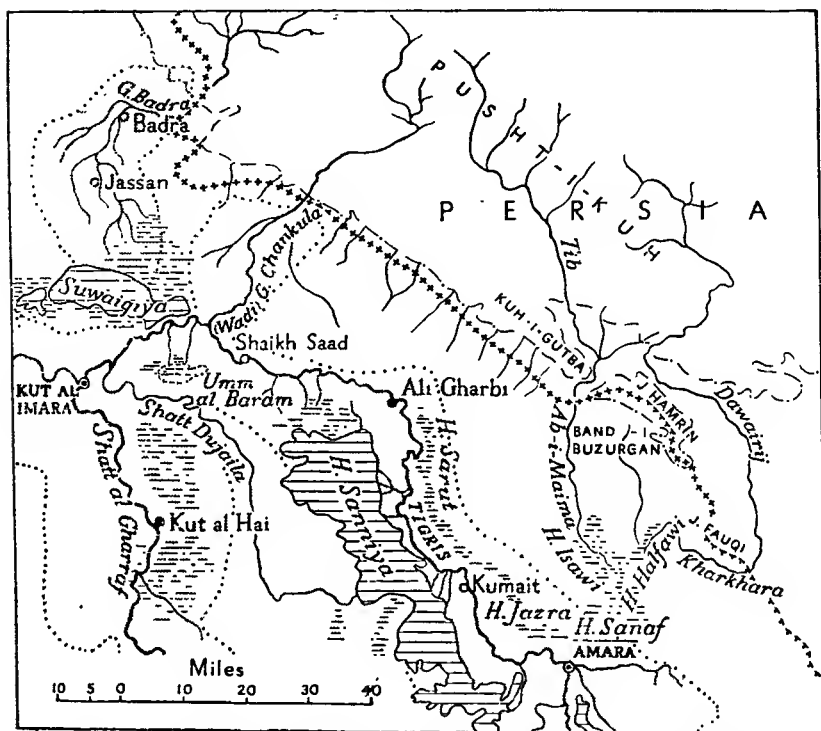 PUSHT-I-KUH
G. Badra
Badra
Jassan
PERSIA
Tib
Wadi
G. Chankula
Suwaiqiya
KUH-I-GUTBA
Shaikh Saad
KUT AL
IMARA
Umm
al Baram
Ali Gharbi
J. HAMRIN
Dawairij
Shatt Dujaila
BAND-I-
BUZURGAN
Ab-i-Maima
Shatt al Gharraf
H. Sarut
Kut al Hai
H. Sanniya
TIGRIS
H. Isawi
J. FAUQI
H. Halfawi
Kharkhara
Kumait
H. Jazra
H. Sanaf
AMARA
Miles
10 5 0 10 20 30 40